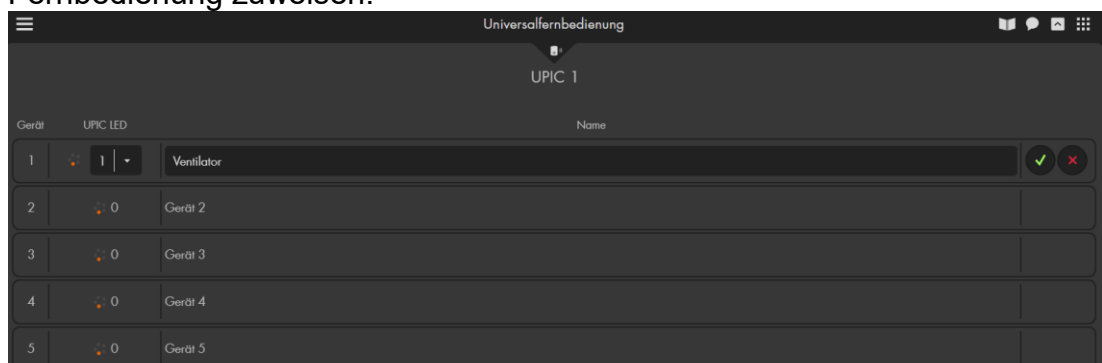 Fernbedienung zuweisen.
Universalfernbedienung
UPIC 1
Gerät UPIC LED Name
1 1 Ventilator
2 0 Gerät 2
3 0 Gerät 3
4 0 Gerät 4
5 0 Gerät 5